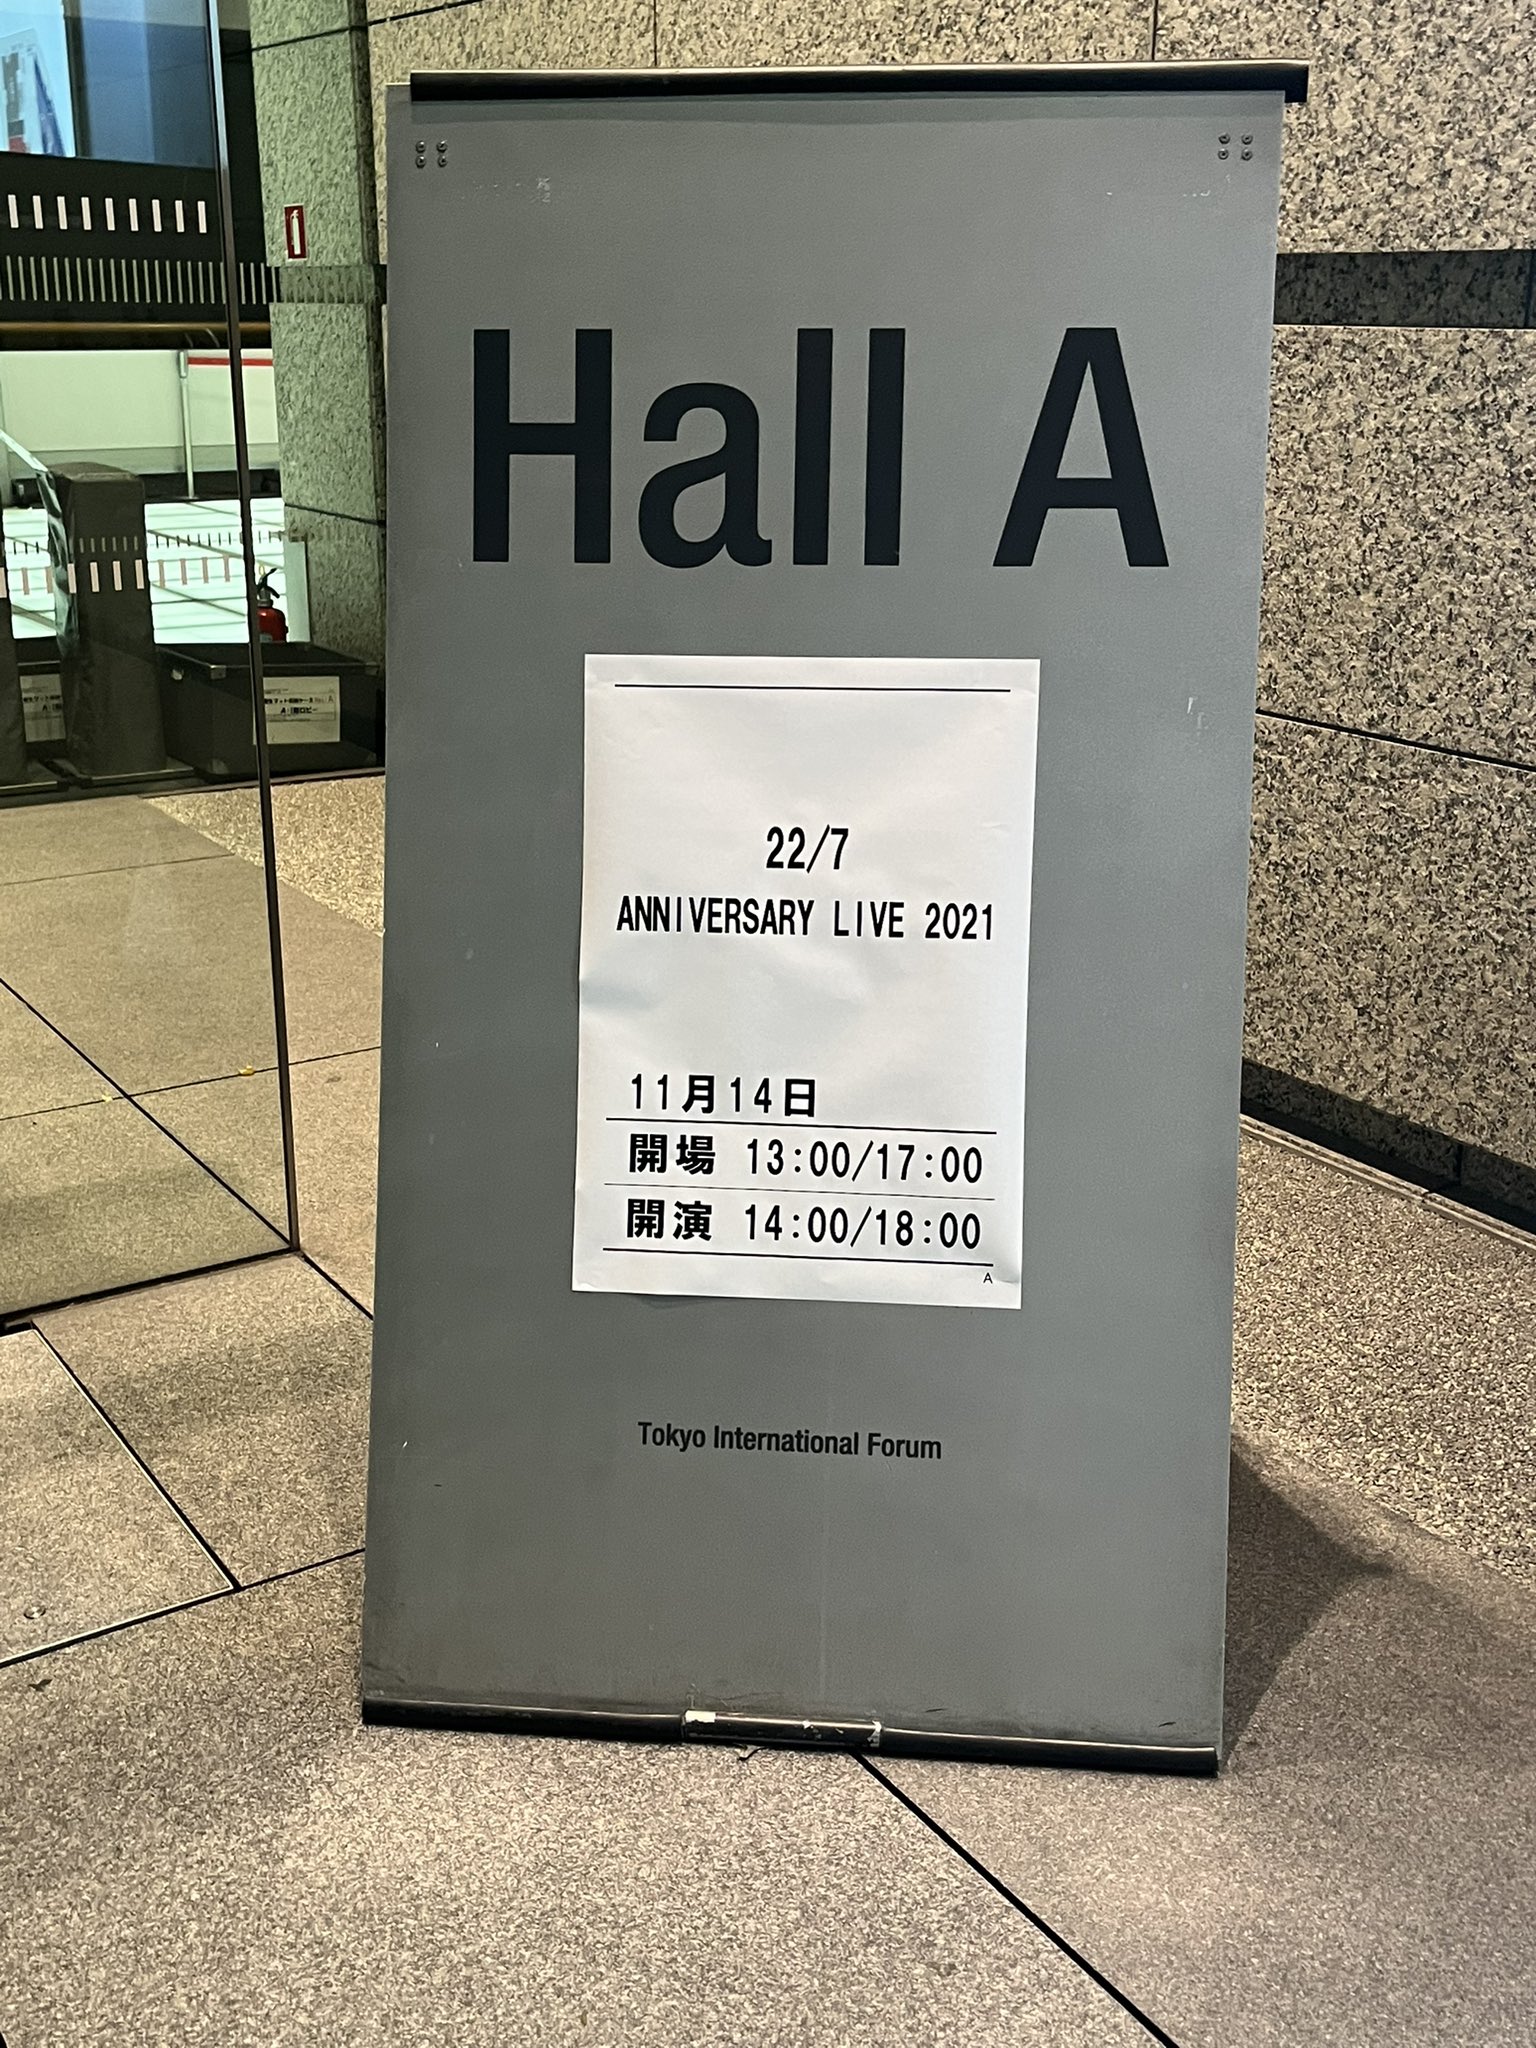 Hall A
22/7
ANNIVERSARY LIVE 2021
11月14日
開場 13:00/17:00
開演 14:00/18:00
A
Tokyo International Forum